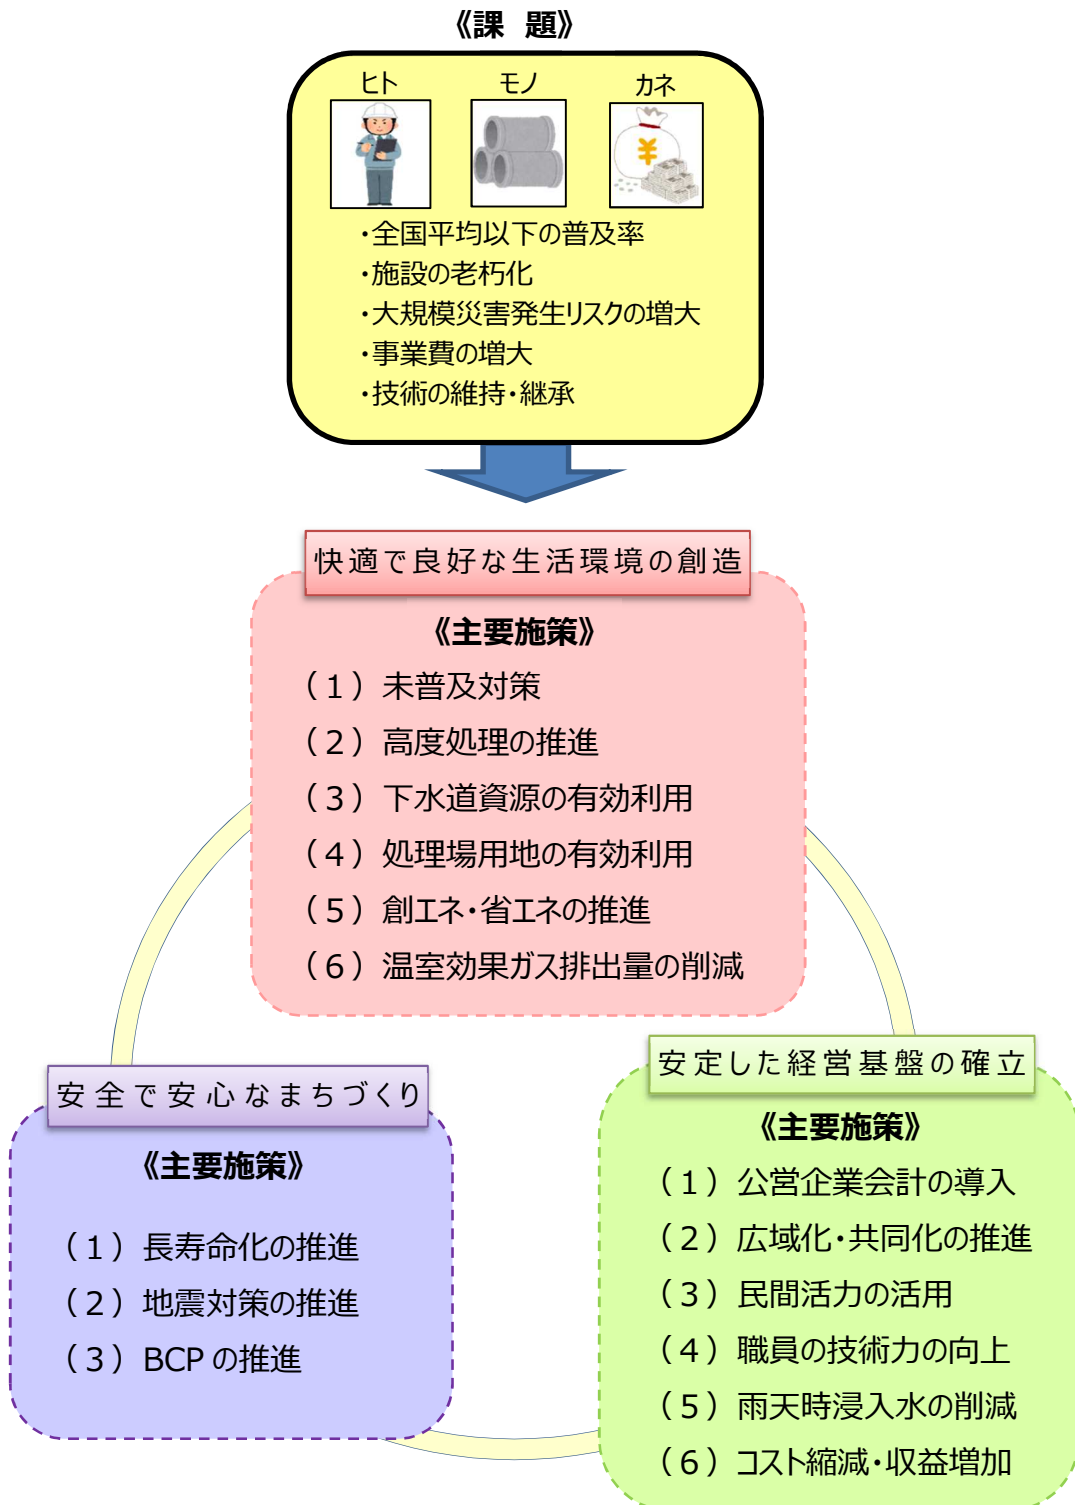 《課 題》
ヒト モノ カネ
¥
・全国平均以下の普及率
・施設の老朽化
・大規模災害発生リスクの増大
・事業費の増大
・技術の維持・継承
快適で良好な生活環境の創造
《主要施策》
（１）未普及対策
（２）高度処理の推進
（３）下水道資源の有効利用
（４）処理場用地の有効利用
（５）創エネ・省エネの推進
（６）温室効果ガス排出量の削減
安全で安心なまちづくり
《主要施策》
（１）長寿命化の推進
（２）地震対策の推進
（３）BCP の推進
安定した経営基盤の確立
《主要施策》
（１）公営企業会計の導入
（２）広域化・共同化の推進
（３）民間活力の活用
（４）職員の技術力の向上
（５）雨天時浸入水の削減
（６）コスト縮減・収益増加